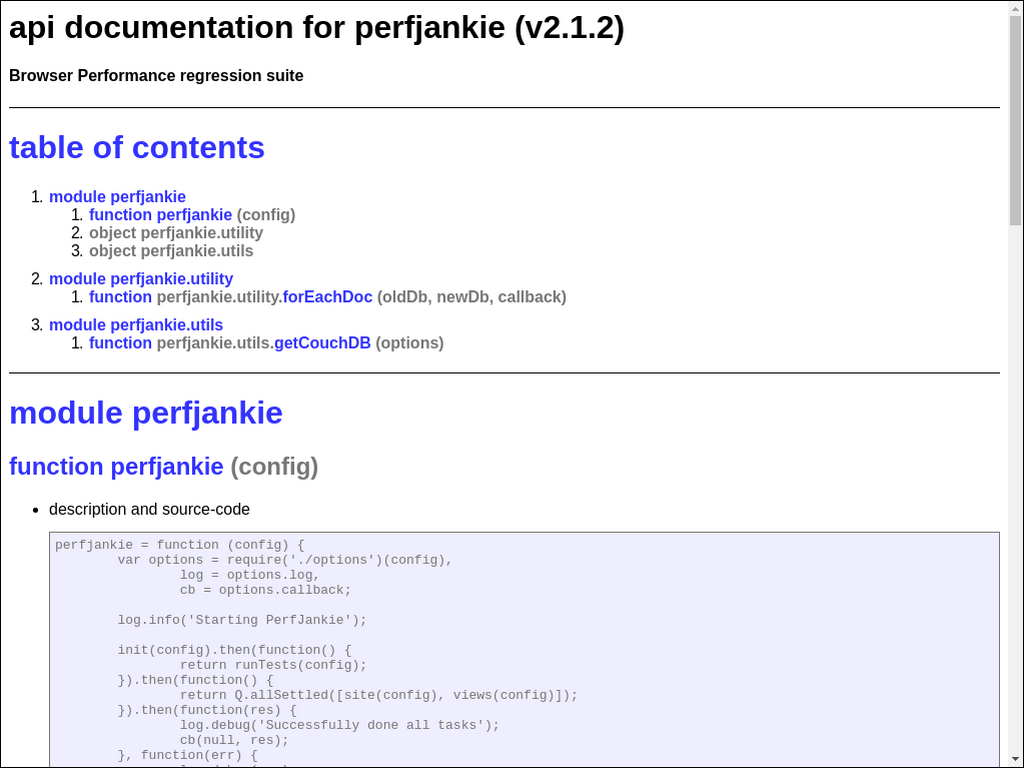 api documentation for perfjankie (v2.1.2)
Browser Performance regression suite
table of contents
1. module perfjankie
1. function perfjankie (config)
2. object perfjankie.utility
3. object perfjankie.utils
2. module perfjankie.utility
1. function perfjankie.utility.forEachDoc (oldDb, newDb, callback)
3. module perfjankie.utils
1. function perfjankie.utils.getCouchDB (options)
module perfjankie
function perfjankie (config)
• description and source-code
perfjankie = function (config) {
var options = require('./options')(config),
log = options.log,
cb = options.callback;
log.info('Starting PerfJankie');
init(config).then(function() {
return runTests(config);
}).then(function() {
return Q.allSettled([site(config), views(config)]);
}).then(function(res) {
log.debug('Successfully done all tasks');
cb(null, res);
}, function(err) {